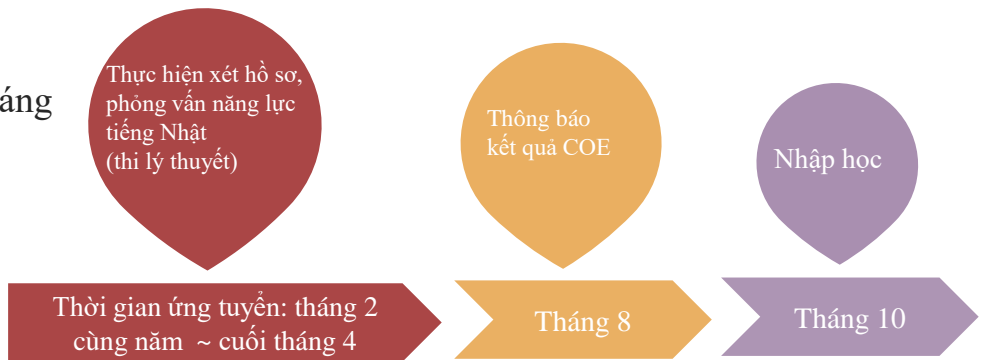 Thực hiện xét hồ sơ,
phỏng vấn năng lực
tiếng Nhật
(thi lý thuyết)
Thông báo
kết quả COE
Nhập học
Thời gian ứng tuyển: tháng 2
cùng năm ~ cuối tháng 4
Tháng 8
Tháng 10